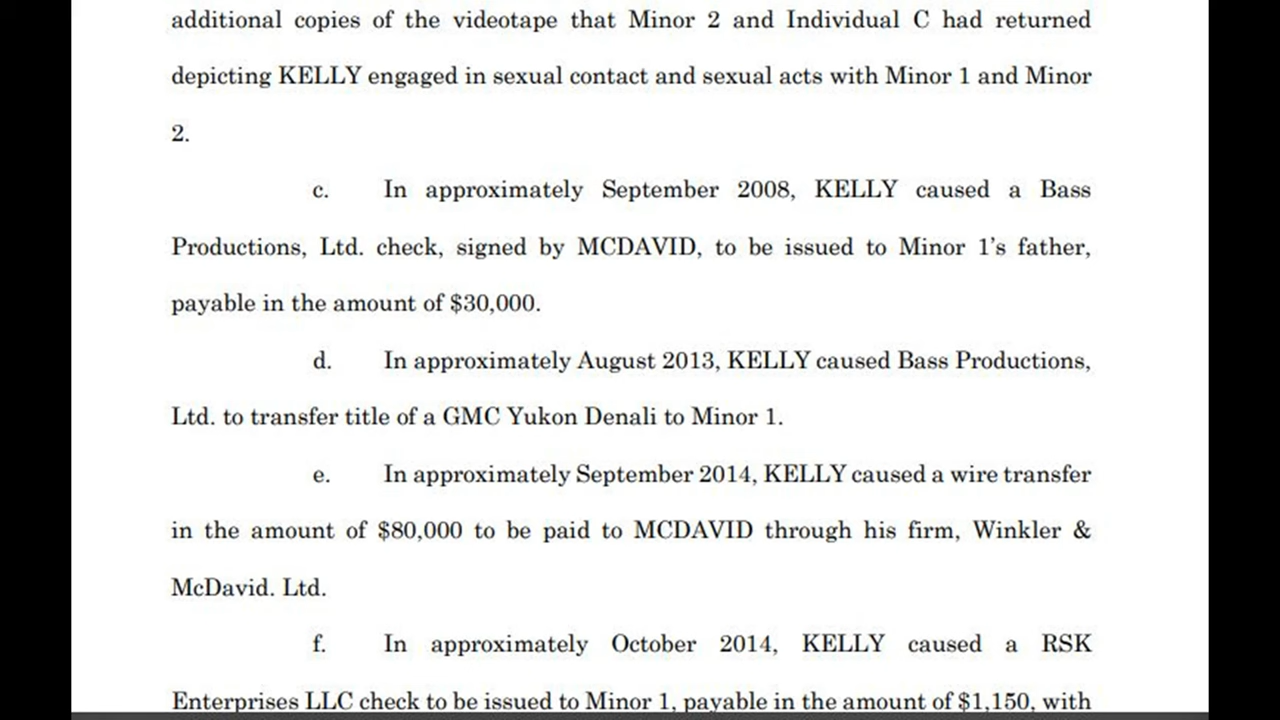 additional copies of the videotape that Minor 2 and Individual C had returned
depicting KELLY engaged in sexual contact and sexual acts with Minor 1 and Minor
2.
c. In approximately September 2008, KELLY caused a Bass
Productions, Ltd. check, signed by MCDAVID, to be issued to Minor 1’s father,
payable in the amount of $30,000.
d. In approximately August 2013, KELLY caused Bass Productions,
Ltd. to transfer title of a GMC Yukon Denali to Minor 1.
e. In approximately September 2014, KELLY caused a wire transfer
in the amount of $80,000 to be paid to MCDAVID through his firm, Winkler &
McDavid. Ltd.
f. In approximately October 2014, KELLY caused a RSK
Enterprises LLC check to be issued to Minor 1, payable in the amount of $1,150, with